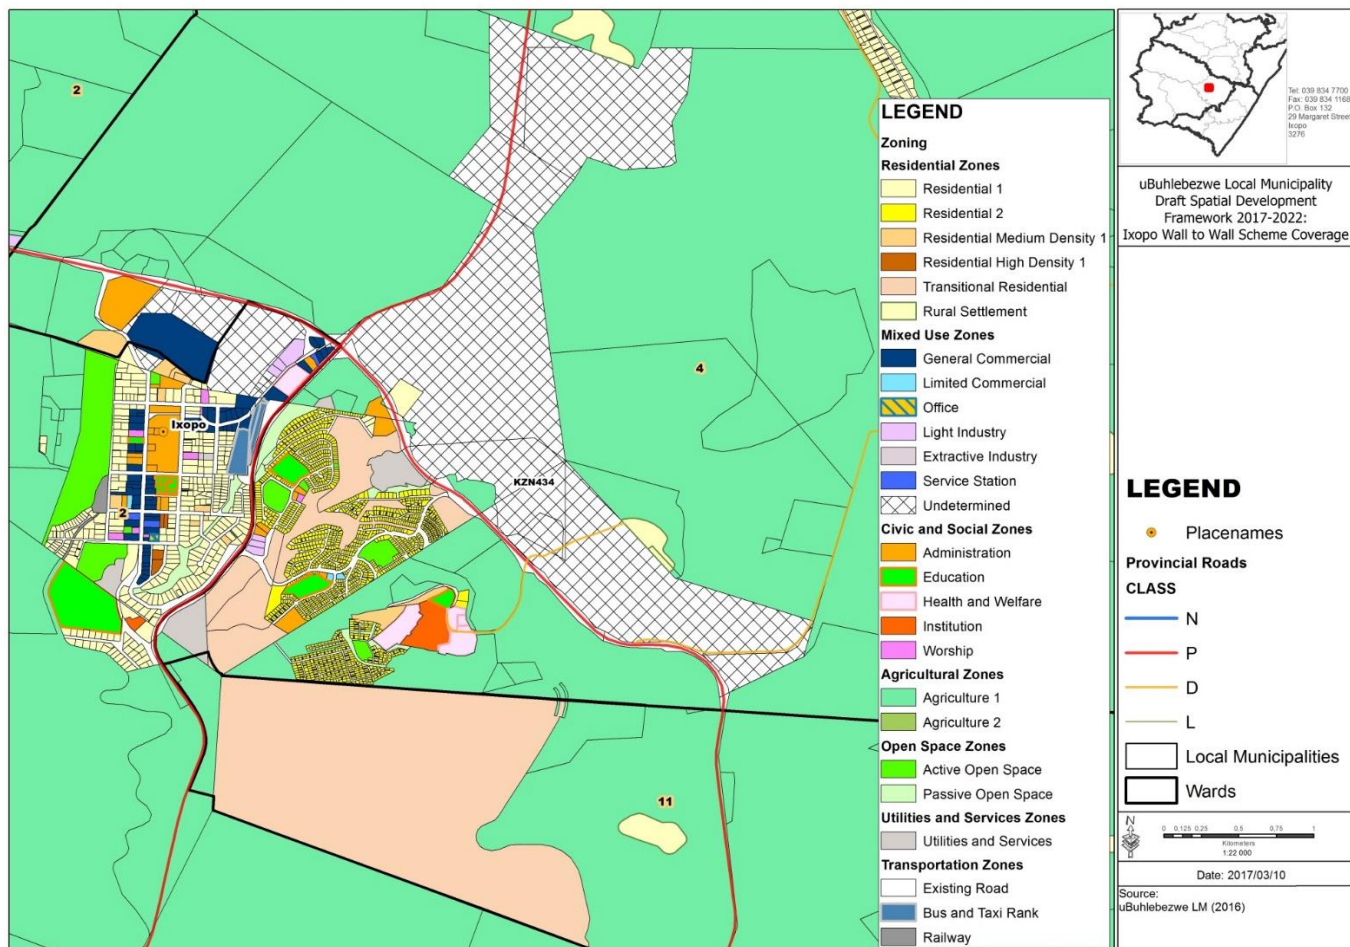 2
4
KZN434
Ixopo
2
11
LEGEND
Zoning
Residential Zones
Residential 1
Residential 2
Residential Medium Density 1
Residential High Density 1
Transitional Residential
Rural Settlement
Mixed Use Zones
General Commercial
Limited Commercial
Office
Light Industry
Extractive Industry
Service Station
Undetermined
Civic and Social Zones
Administration
Education
Health and Welfare
Institution
Worship
Agricultural Zones
Agriculture 1
Agriculture 2
Open Space Zones
Active Open Space
Passive Open Space
Utilities and Services Zones
Utilities and Services
Transportation Zones
Existing Road
Bus and Taxi Rank
Railway
Tel: 039 834 7700
Fax: 039 834 1168
P.O. Box 132
29 Margaret Street
Ixopo
3276
uBuhlebezwe Local Municipality
Draft Spatial Development
Framework 2017-2022:
Ixopo Wall to Wall Scheme Coverage
LEGEND
Placenames
Provincial Roads
CLASS
N
P
D
L
Local Municipalities
Wards
N
0 0,125 0,25 0,5 0,75 1
Kilometers
1:22 000
Date: 2017/03/10
Source:
uBuhlebezwe LM (2016)